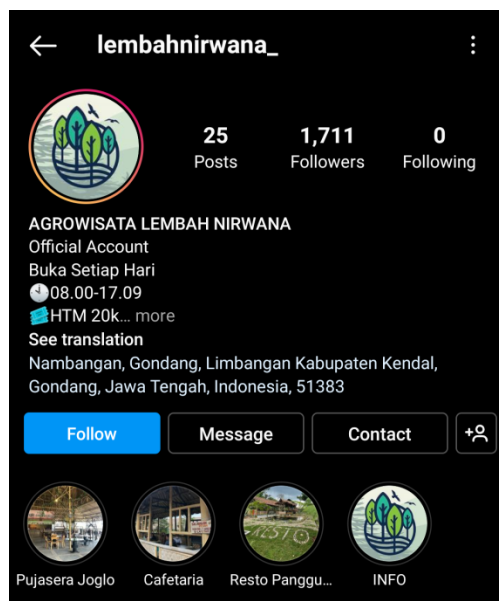 lembahnirwana_
25 1,711 0
Posts Followers Following
AGROWISATA LEMBAH NIRWANA
Official Account
Buka Setiap Hari
🕙08.00-17.09
🎫HTM 20k... more
See translation
Nambangan, Gondang, Limbangan Kabupaten Kendal,
Gondang, Jawa Tengah, Indonesia, 51383
Follow Message Contact
RESTO
Pujasera Joglo Cafetaria Resto Panggu... INFO